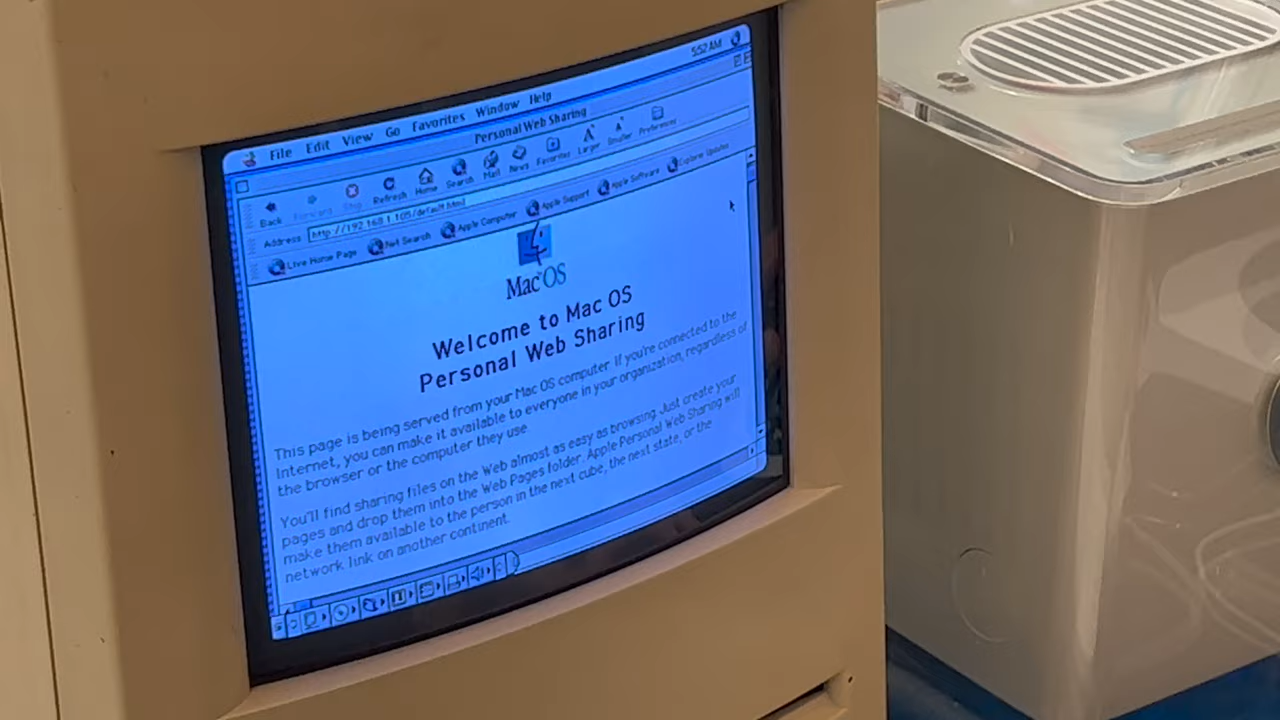 5:52 AM
File Edit View Go Favorites Window Help
Personal Web Sharing
Back Forward Stop Refresh Home Search Mail News Favorites Larger Smaller Preferences
Address http://192.168.1.105/default.html
Live Home Page Net Search Apple Computer Apple Support Apple Software Explorer Updates
Mac OS
Welcome to Mac OS
Personal Web Sharing
This page is being served from your Mac OS computer. If you're connected to the
Internet, you can make it available to everyone in your organization, regardless of
the browser or the computer they use.
You'll find sharing files on the Web almost as easy as browsing. Just create your
pages and drop them into the Web Pages folder. Apple Personal Web Sharing will
make them available to the person in the next cube, the next state, or the
network link on another continent.